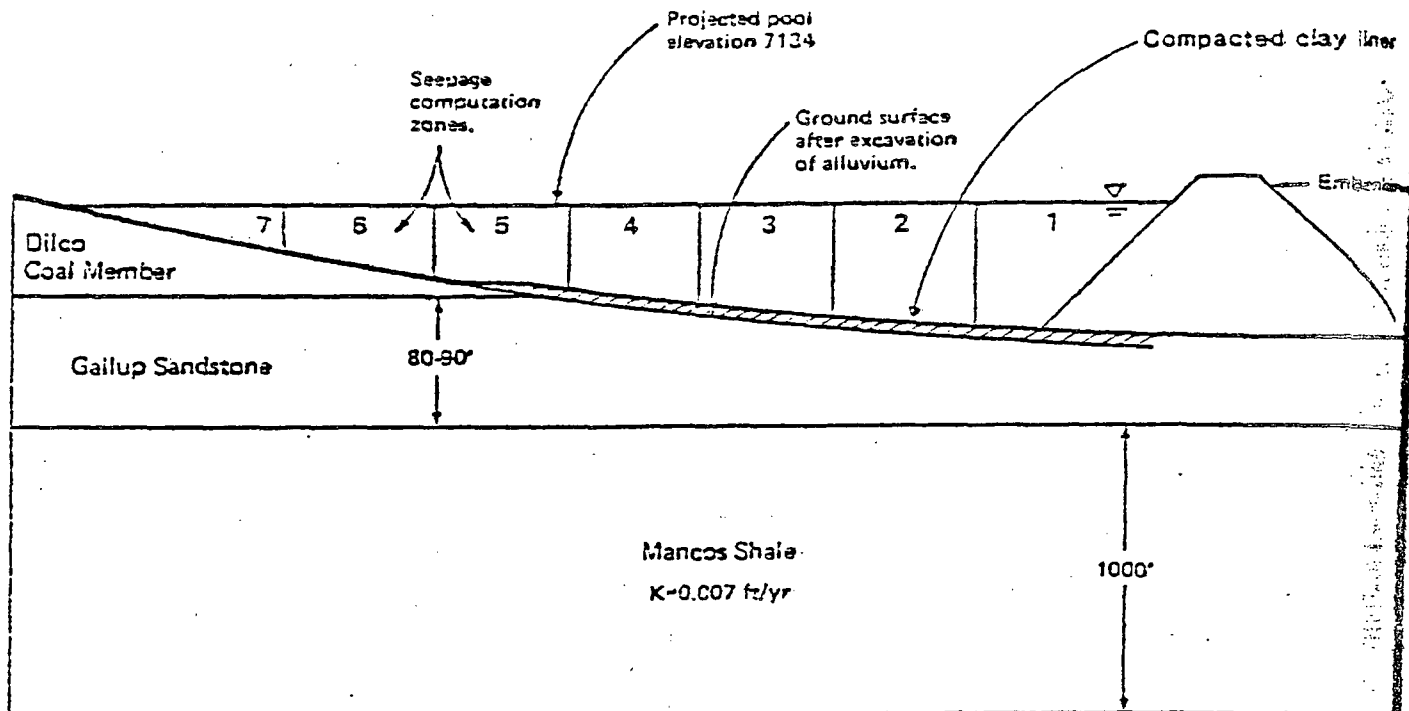 Projected pool
elevation 7134
Compacted clay liner
Seepage
computation
zones.
Ground surface
after excavation
of alluvium.
7 6 5 4 3 2 1
Dilco
Coal Member
80-90'
Gallup Sandstone
Mancos Shale
K=0.007 ft/yr
1000'